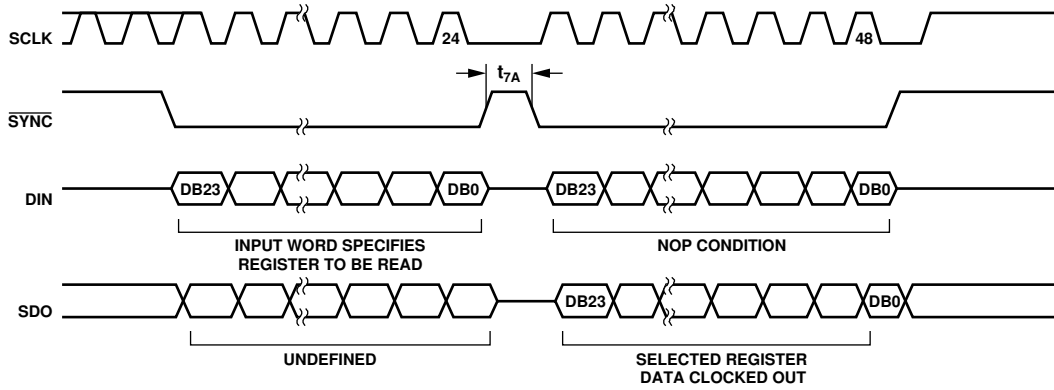 SCLK
24
48
t7A
SYNC
DIN
DB23
DB0
DB23
DB0
INPUT WORD SPECIFIES
REGISTER TO BE READ
NOP CONDITION
SDO
DB23
DB0
UNDEFINED
SELECTED REGISTER
DATA CLOCKED OUT